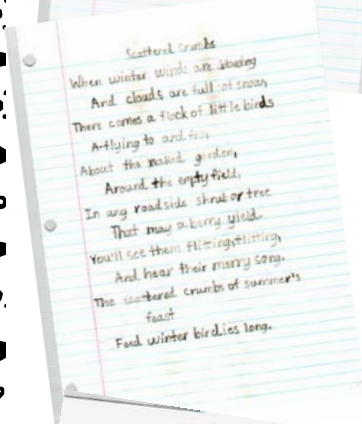 Scattered Crumbs
When winter winds are blowing
And clouds are full of snow,
There comes a flock of little birds
A-flying to and fro,
About the naked garden,
Around the empty field,
In any roadside shrub or tree
That may a berry yield.
You'll see them flitting, flitting,
And hear their merry song.
The scattered crumbs of summer's
feast
Feed winter birdies long.